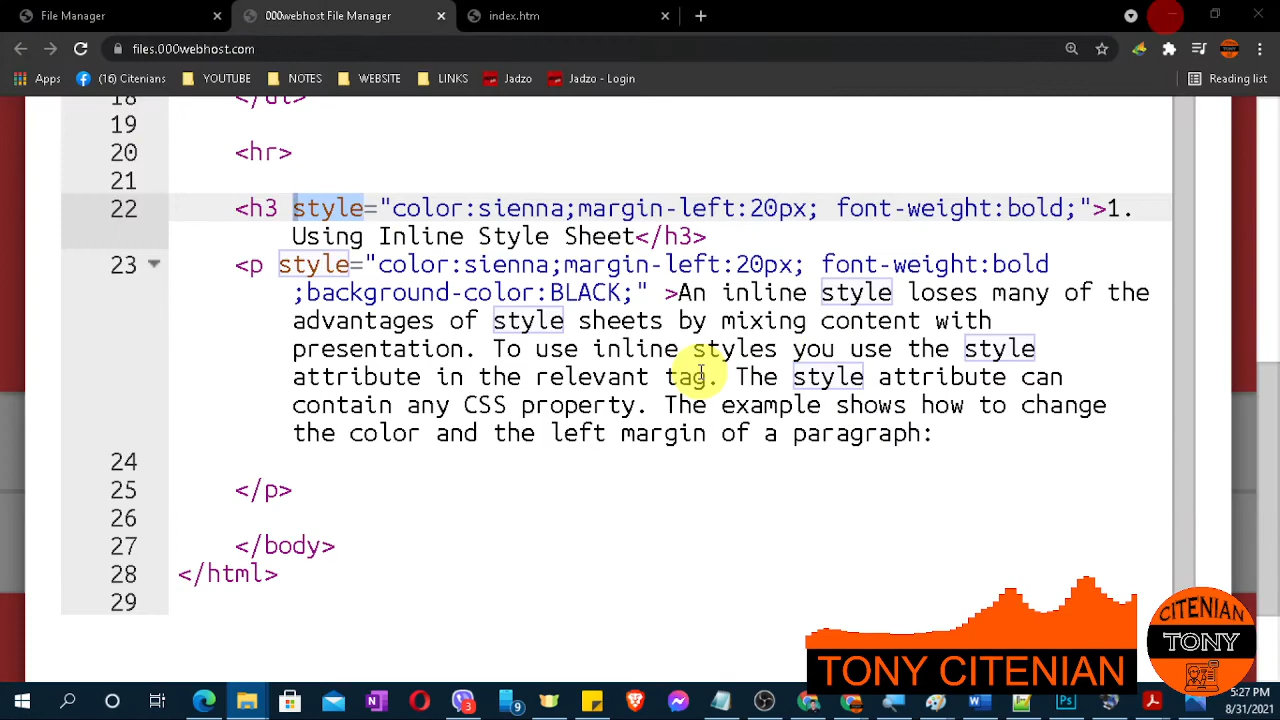 File Manager
000webhost File Manager
index.htm
files.000webhost.com
Apps
(16) Citenians
YOUTUBE
NOTES
WEBSITE
LINKS
Jadzo
Jadzo - Login
Reading list
18 </dl>
19
20 <hr>
21
22 <h3 style="color:sienna;margin-left:20px; font-weight:bold;">1.
Using Inline Style Sheet</h3>
23 <p style="color:sienna;margin-left:20px; font-weight:bold
;background-color:BLACK;" >An inline style loses many of the
advantages of style sheets by mixing content with
presentation. To use inline styles you use the style
attribute in the relevant tag. The style attribute can
contain any CSS property. The example shows how to change
the color and the left margin of a paragraph:
24
25 </p>
26
27 </body>
28 </html>
29
CITENIAN
TONY
TONY CITENIAN
3
9
5:27 PM
8/31/2021